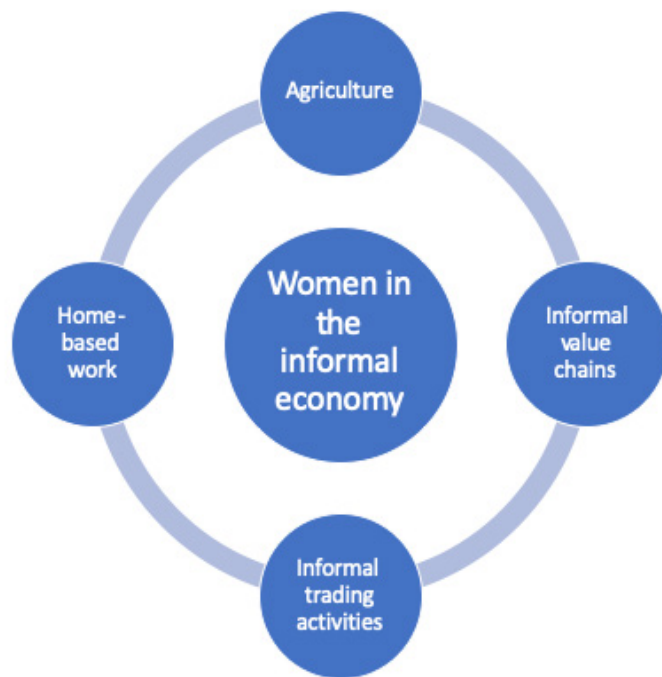 Agriculture
Women in
the
informal
economy
Home-
based
work
Informal
value
chains
Informal
trading
activities